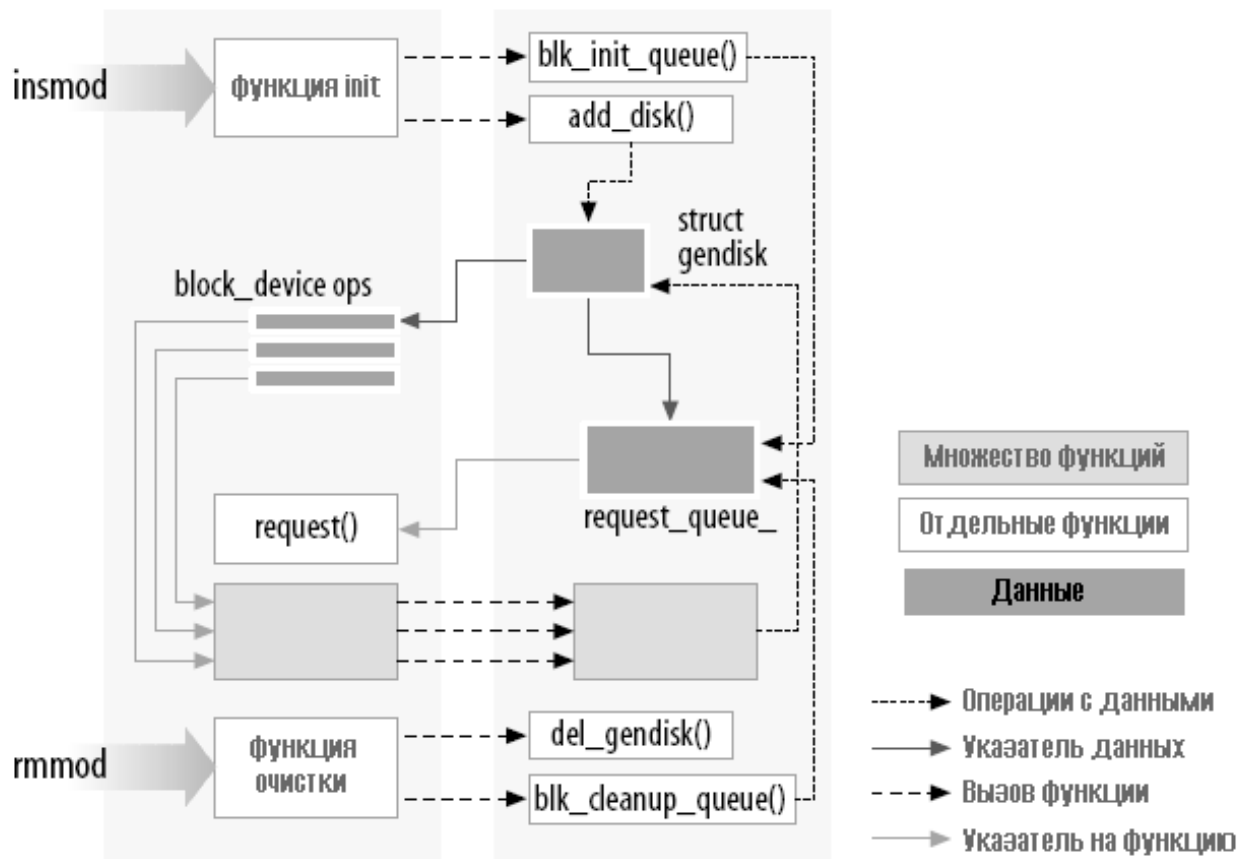 insmod
функция init
blk_init_queue()
add_disk()
struct
gendisk
block_device ops
request_queue_
request()
rmmod
функция
очистки
del_gendisk()
blk_cleanup_queue()
Множество функций
Отдельные функции
Данные
Операции с данными
Указатель данных
Вызов функции
Указатель на функцию